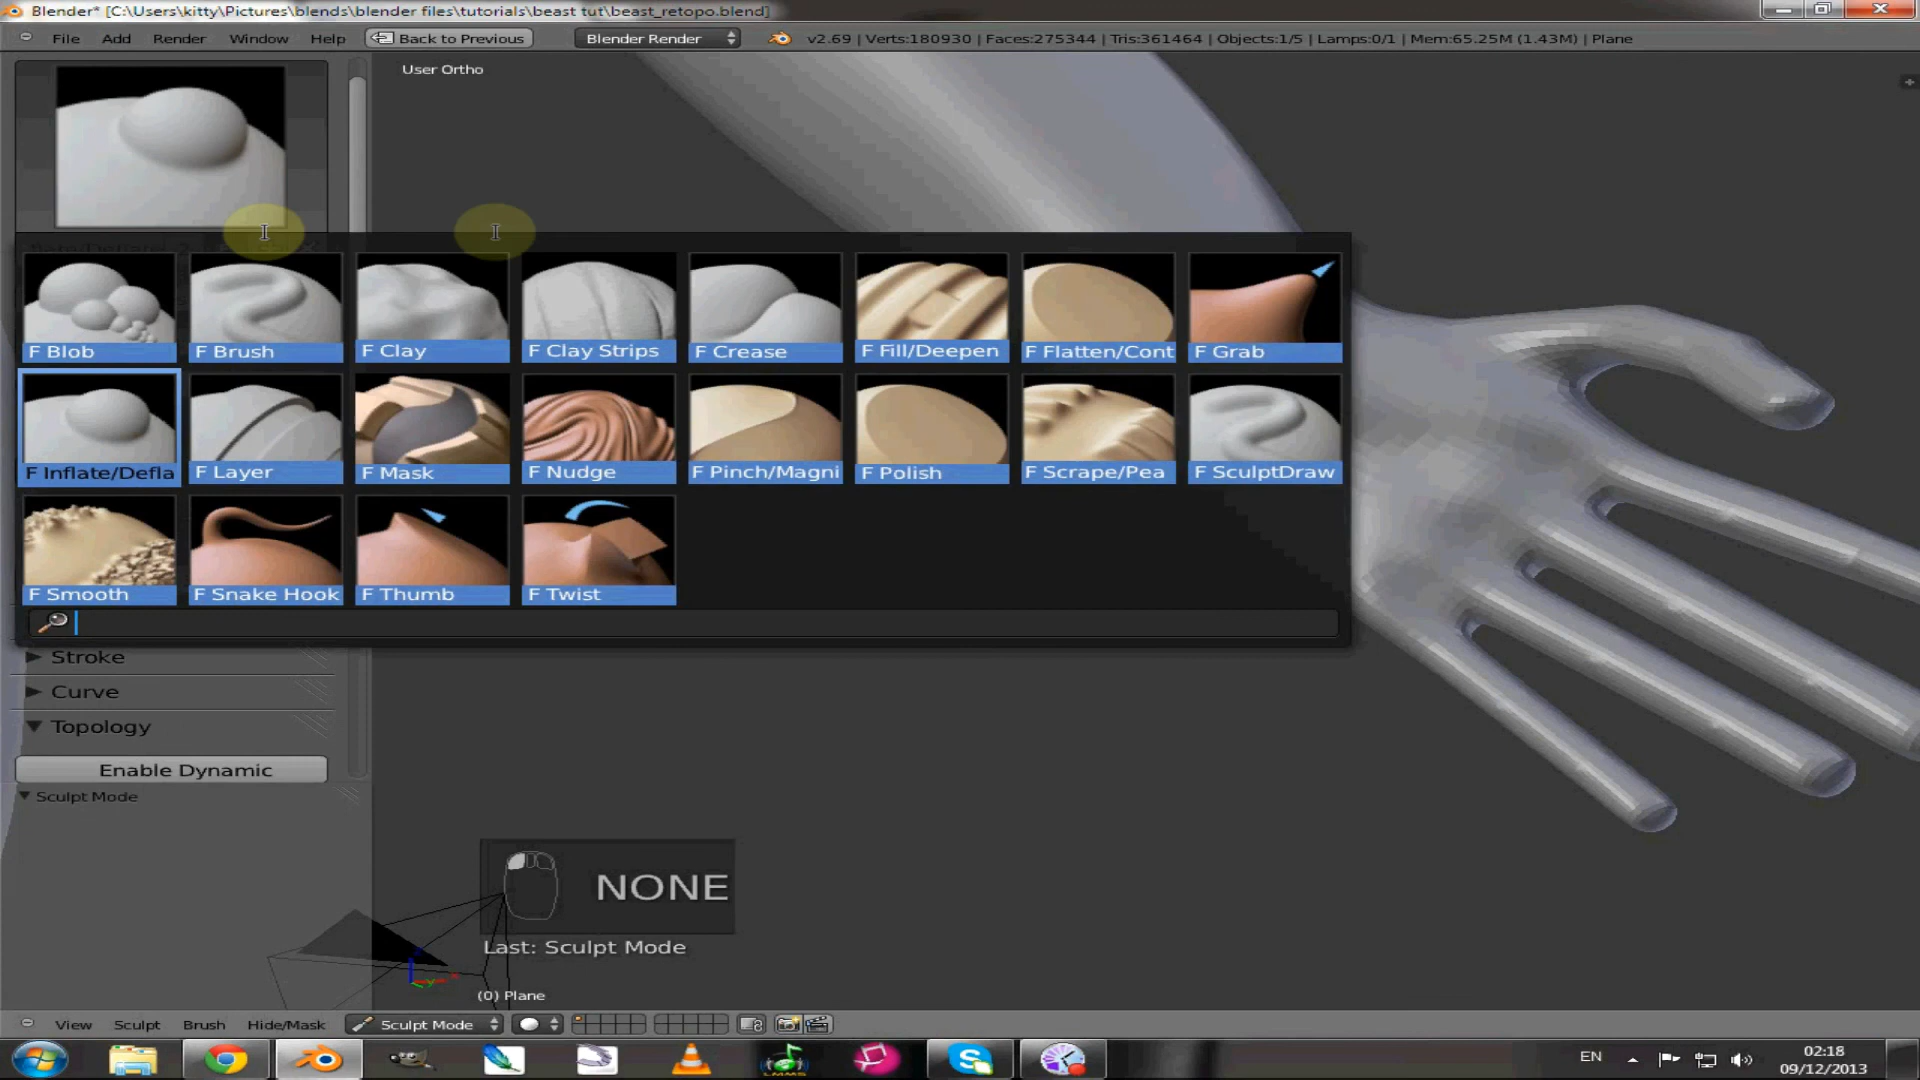 Blender* [C:\Users\kitty\Pictures\blends\blender files\tutorials\beast tut\beast_retopo.blend]
File Add Render Window Help Back to Previous Blender Render v2.69 | Verts:180930 | Faces:275344 | Tris:361464 | Objects:1/5 | Lamps:0/1 | Mem:65.25M (1.43M) | Plane
User Ortho
F Blob F Brush F Clay F Clay Strips F Crease F Fill/Deepen F Flatten/Cont F Grab
F Inflate/Defla F Layer F Mask F Nudge F Pinch/Magni F Polish F Scrape/Pea F SculptDraw
F Smooth F Snake Hook F Thumb F Twist
Stroke
Curve
Topology
Enable Dynamic
Sculpt Mode
NONE
Last: Sculpt Mode
(0) Plane
View Sculpt Brush Hide/Mask Sculpt Mode
LMMS
EN
02:18
09/12/2013